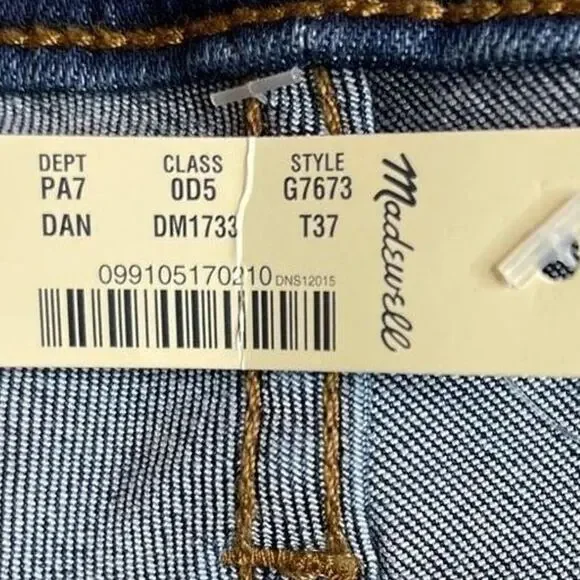 DEPT CLASS STYLE
PA7 0D5 G7673
DAN DM1733 T37
099105170210 DNS12015
Madewell